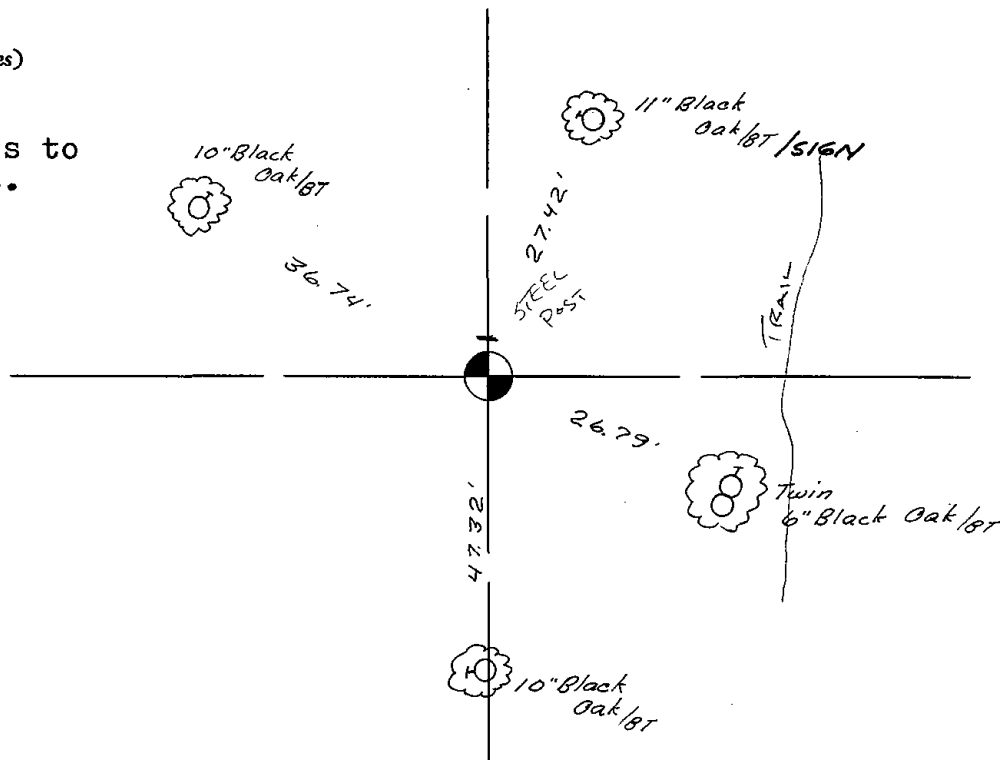 es)
s to
10" Black
Oak/BT
11" Black
Oak/BT /SIGN
36.74'
27.42'
STEEL
POST
TRAIL
26.79'
47.32'
Twin
6" Black Oak/BT
10" Black
Oak/BT